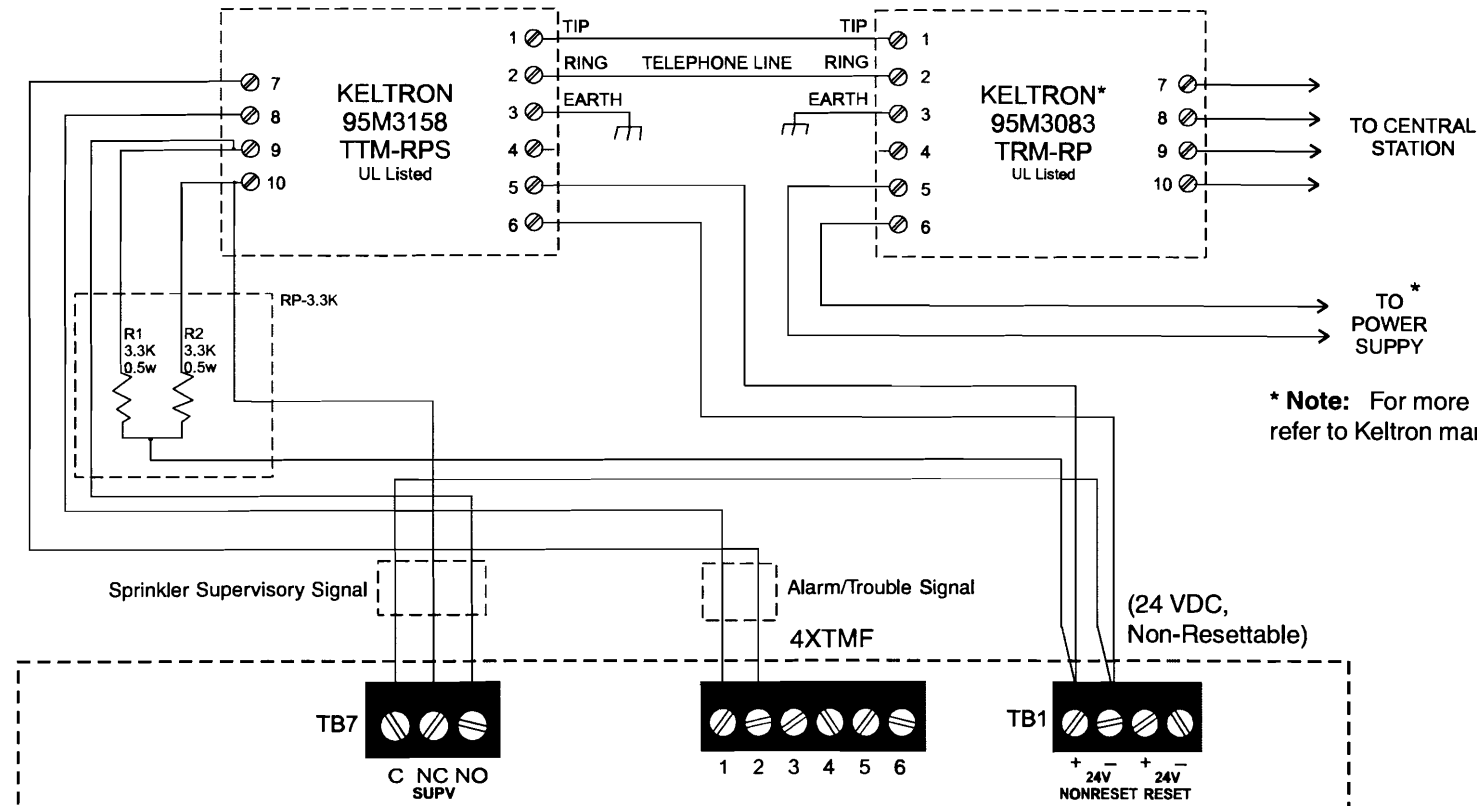 TIP TIP
1 1
RING TELEPHONE LINE RING
2 2
7
KELTRON
95M3158
TTM-RPS
UL Listed
8
9
10
EARTH EARTH
3 3
4 4
5 5
6 6
KELTRON*
95M3083
TRM-RP
UL Listed
7
8
9
10
TO CENTRAL
STATION
RP-3.3K
R1
3.3K
0.5w
R2
3.3K
0.5w
TO *
POWER
SUPPY
* Note: For more
refer to Keltron
Sprinkler Supervisory Signal
Alarm/Trouble Signal
(24 VDC,
Non-Resettable)
4XTMF
TB7
TB1
C NC NO
SUPV
1 2 3 4 5 6
+ − + −
24V 24V
NONRESET RESET